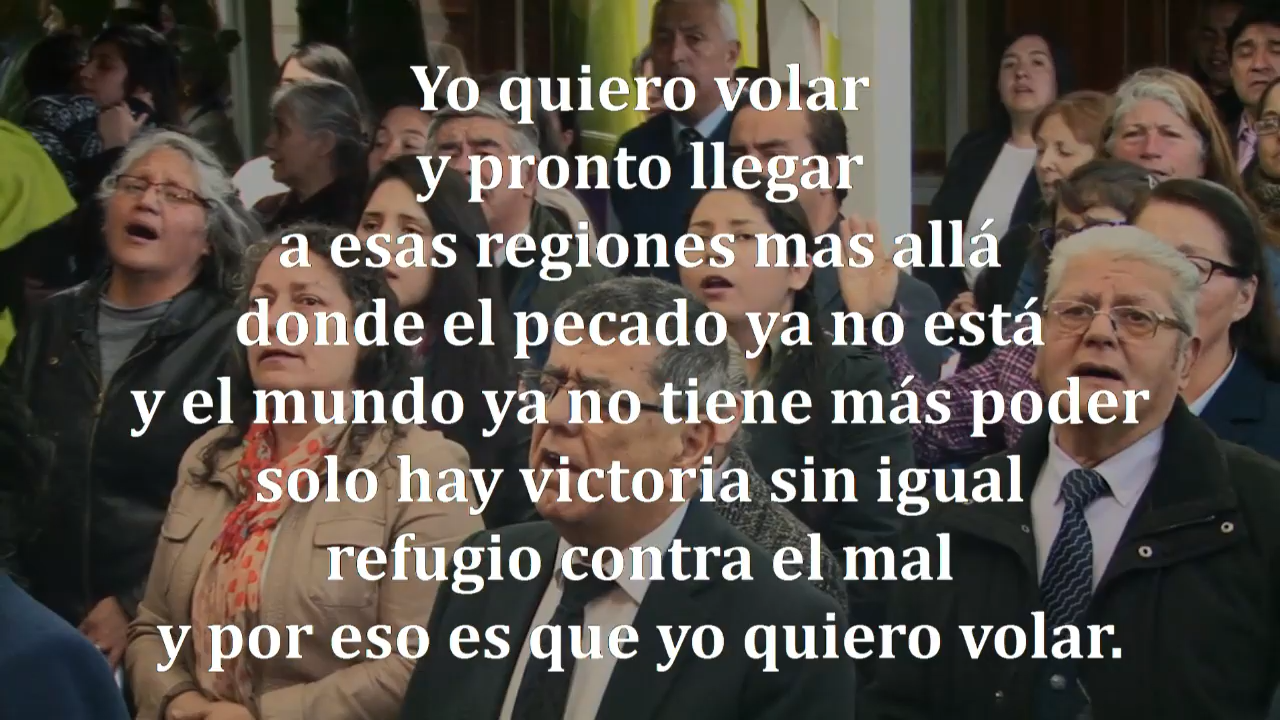 Yo quiero volar
y pronto llegar
a esas regiones mas allá
donde el pecado ya no está
y el mundo ya no tiene más poder
solo hay victoria sin igual
refugio contra el mal
y por eso es que yo quiero volar.